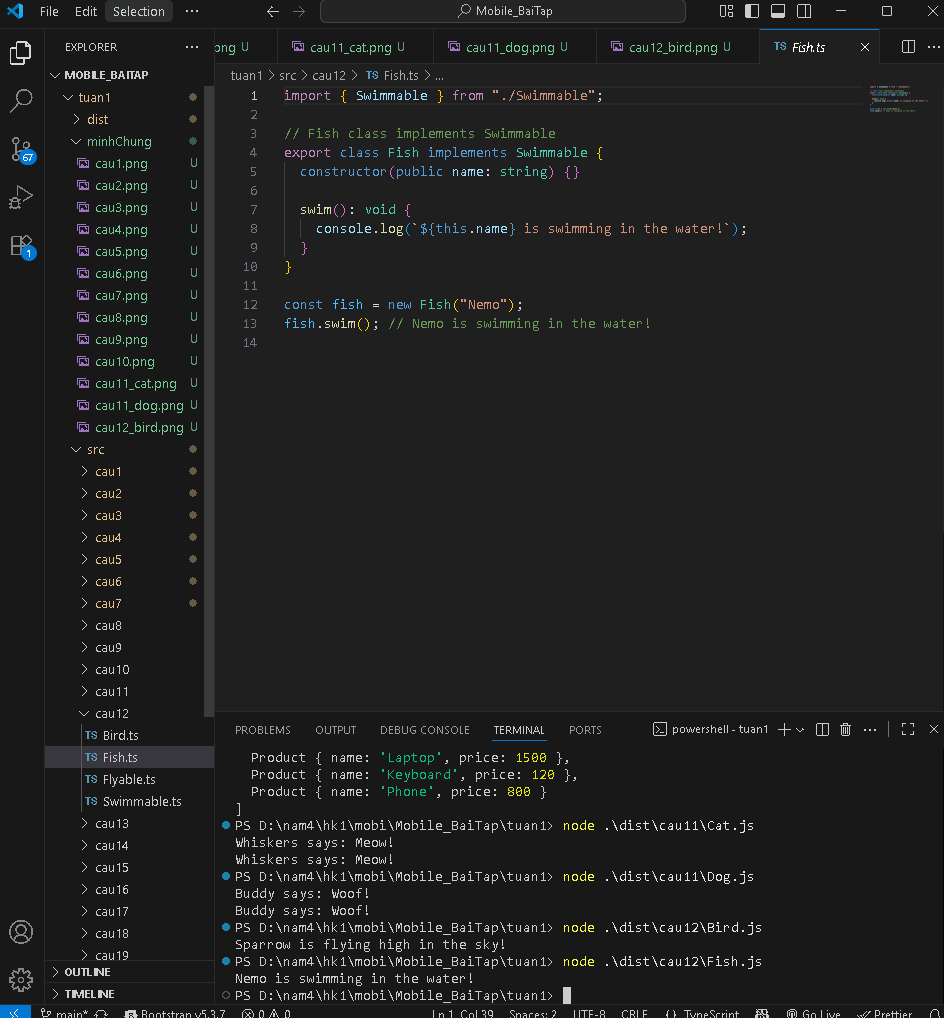 File Edit Selection ··· Mobile_BaiTap
EXPLORER ···
MOBILE_BAITAP
tuan1
dist
minhChung
cau1.png U
cau2.png U
cau3.png U
cau4.png U
cau5.png U
cau6.png U
cau7.png U
cau8.png U
cau9.png U
cau10.png U
cau11_cat.png U
cau11_dog.png U
cau12_bird.png U
src
cau1
cau2
cau3
cau4
cau5
cau6
cau7
cau8
cau9
cau10
cau11
cau12
TS Bird.ts
TS Fish.ts
TS Flyable.ts
TS Swimmable.ts
cau13
cau14
cau15
cau16
cau17
cau18
cau19
OUTLINE
TIMELINE
67
1
png U cau11_cat.png U cau11_dog.png U cau12_bird.png U TS Fish.ts ···
tuan1 > src > cau12 > TS Fish.ts > ...
1 import { Swimmable } from "./Swimmable";
2
3 // Fish class implements Swimmable
4 export class Fish implements Swimmable {
5 constructor(public name: string) {}
6
7 swim(): void {
8 console.log(`${this.name} is swimming in the water!`);
9 }
10 }
11
12 const fish = new Fish("Nemo");
13 fish.swim(); // Nemo is swimming in the water!
14
PROBLEMS OUTPUT DEBUG CONSOLE TERMINAL PORTS powershell - tuan1 ···
Product { name: 'Laptop', price: 1500 },
Product { name: 'Keyboard', price: 120 },
Product { name: 'Phone', price: 800 }
]
PS D:\nam4\hk1\mobi\Mobile_BaiTap\tuan1> node .\dist\cau11\Cat.js
Whiskers says: Meow!
Whiskers says: Meow!
PS D:\nam4\hk1\mobi\Mobile_BaiTap\tuan1> node .\dist\cau11\Dog.js
Buddy says: Woof!
Buddy says: Woof!
PS D:\nam4\hk1\mobi\Mobile_BaiTap\tuan1> node .\dist\cau12\Bird.js
Sparrow is flying high in the sky!
PS D:\nam4\hk1\mobi\Mobile_BaiTap\tuan1> node .\dist\cau12\Fish.js
Nemo is swimming in the water!
PS D:\nam4\hk1\mobi\Mobile_BaiTap\tuan1>
main* Bootstrap v5.3.7 0 0 Ln 1, Col 39 Spaces: 2 UTF-8 CRLF {} TypeScript Go Live Prettier